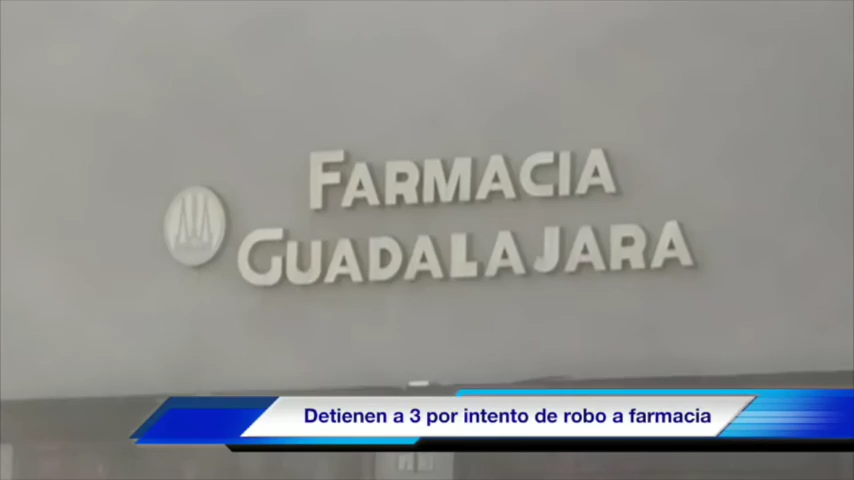 FARMACIA
GUADALAJARA
Detienen a 3 por intento de robo a farmacia